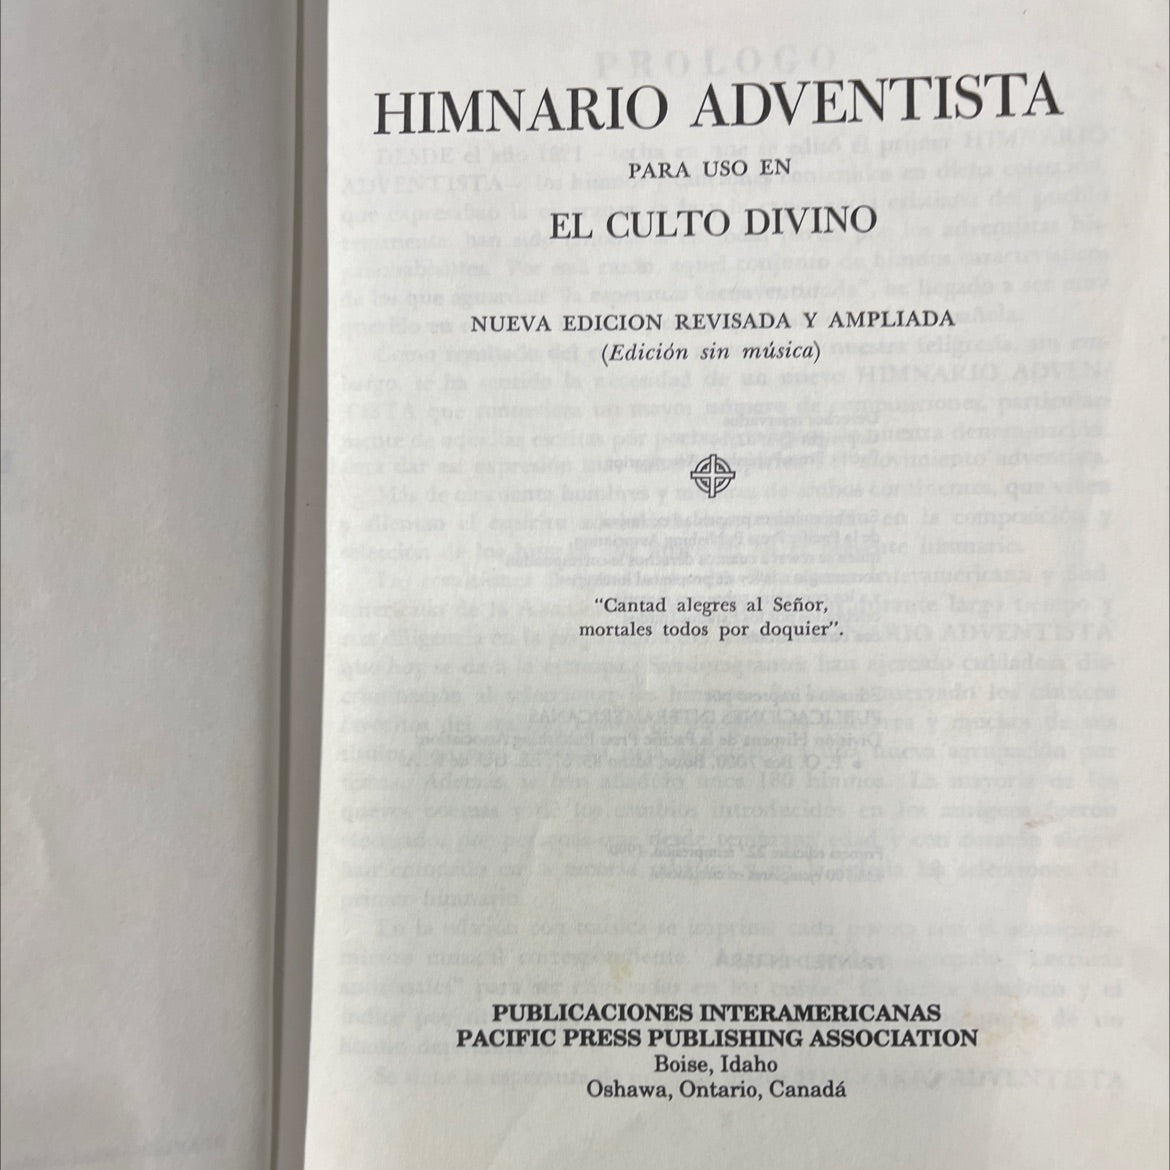 HIMNARIO ADVENTISTA
PARA USO EN
EL CULTO DIVINO
NUEVA EDICION REVISADA Y AMPLIADA
(Edición sin música)
“Cantad alegres al Señor,
mortales todos por doquier”.
PUBLICACIONES INTERAMERICANAS
PACIFIC PRESS PUBLISHING ASSOCIATION
Boise, Idaho
Oshawa, Ontario, Canadá